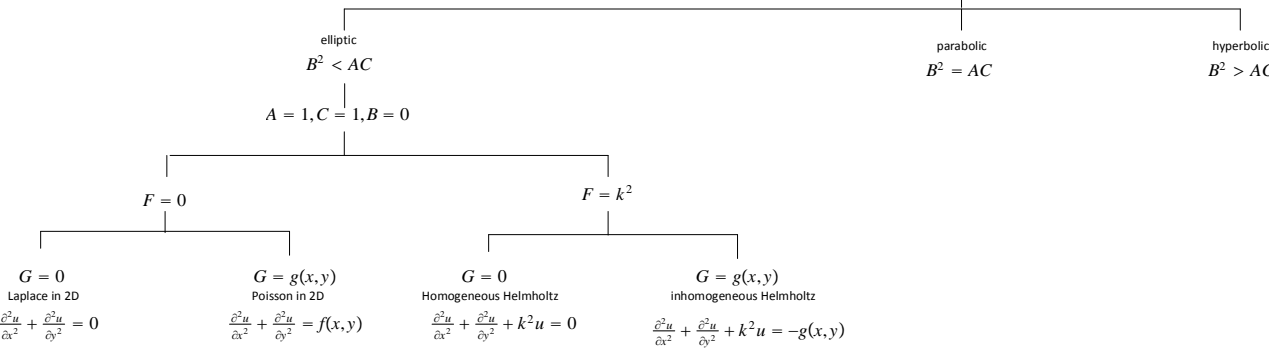 elliptic
B² < AC
parabolic
B² = AC
hyperbolic
B² > AC
A = 1, C = 1, B = 0
F = 0
F = k²
G = 0
Laplace in 2D
∂²u/∂x² + ∂²u/∂y² = 0
G = g(x, y)
Poisson in 2D
∂²u/∂x² + ∂²u/∂y² = f(x, y)
G = 0
Homogeneous Helmholtz
∂²u/∂x² + ∂²u/∂y² + k²u = 0
G = g(x, y)
inhomogeneous Helmholtz
∂²u/∂x² + ∂²u/∂y² + k²u = −g(x, y)